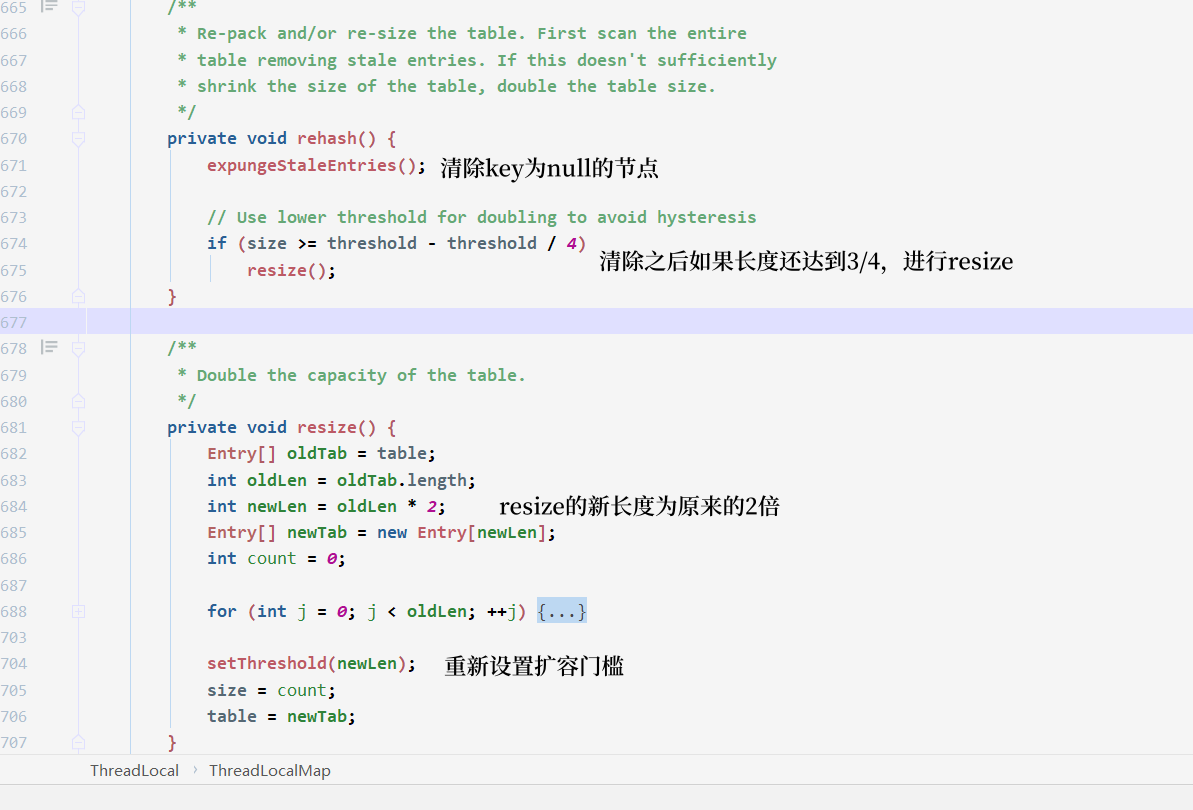 665 /**
666 * Re-pack and/or re-size the table. First scan the entire
667 * table removing stale entries. If this doesn't sufficiently
668 * shrink the size of the table, double the table size.
669 */
670 private void rehash() {
671 expungeStaleEntries(); 清除key为null的节点
672
673 // Use lower threshold for doubling to avoid hysteresis
674 if (size >= threshold - threshold / 4)
清除之后如果长度还达到3/4，进行resize
675 resize();
676 }
677
678 /**
679 * Double the capacity of the table.
680 */
681 private void resize() {
682 Entry[] oldTab = table;
683 int oldLen = oldTab.length;
684 int newLen = oldLen * 2; resize的新长度为原来的2倍
685 Entry[] newTab = new Entry[newLen];
686 int count = 0;
687
688 for (int j = 0; j < oldLen; ++j) {...}
703
704 setThreshold(newLen); 重新设置扩容门槛
705 size = count;
706 table = newTab;
707 }
ThreadLocal › ThreadLocalMap